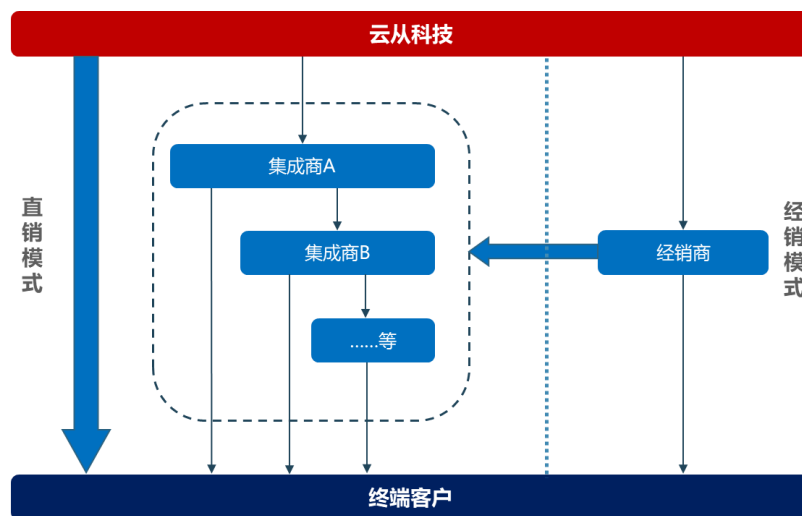 云从科技
集成商A
直销模式
集成商B
经销商
经销模式
……等
终端客户